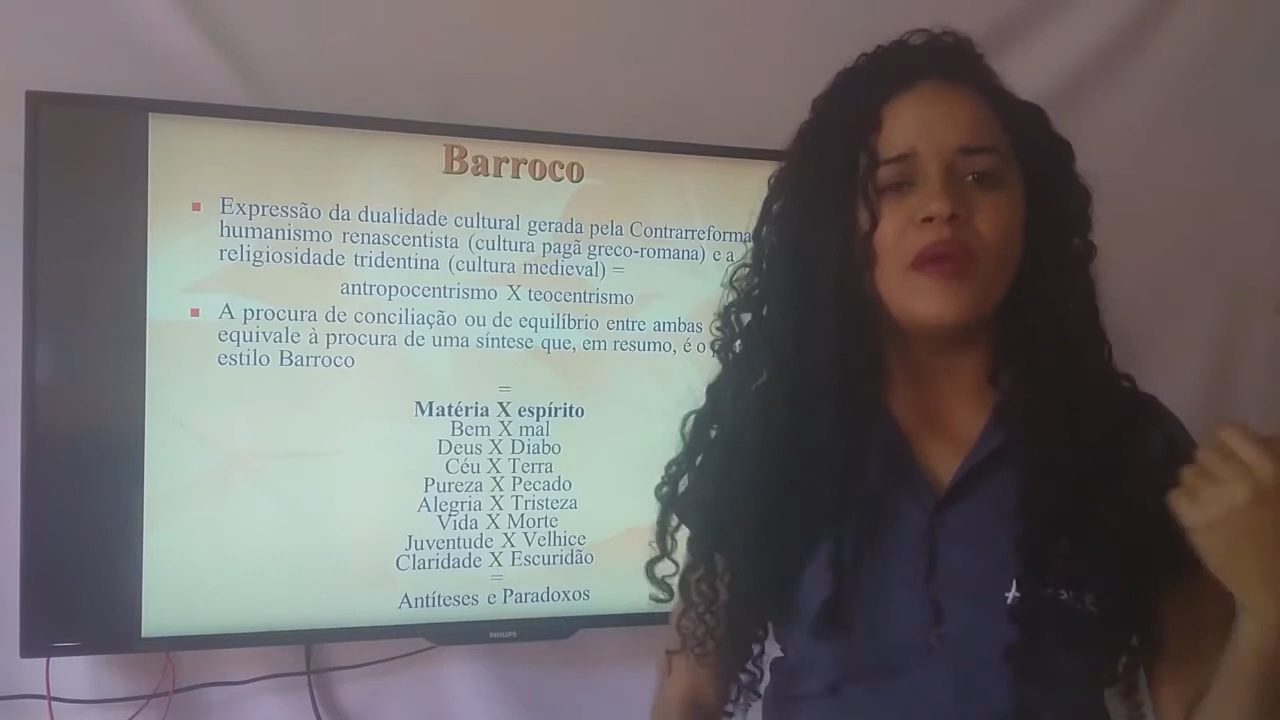 Barroco
Expressão da dualidade cultural gerada pela Contrarreforma
humanismo renascentista (cultura pagã greco-romana) e a
religiosidade tridentina (cultura medieval) =
antropocentrismo X teocentrismo
A procura de conciliação ou de equilíbrio entre ambas
equivale à procura de uma síntese que, em resumo, é o
estilo Barroco
=
Matéria X espírito
Bem X mal
Deus X Diabo
Céu X Terra
Pureza X Pecado
Alegria X Tristeza
Vida X Morte
Juventude X Velhice
Claridade X Escuridão
=
Antíteses e Paradoxos
PHILIPS